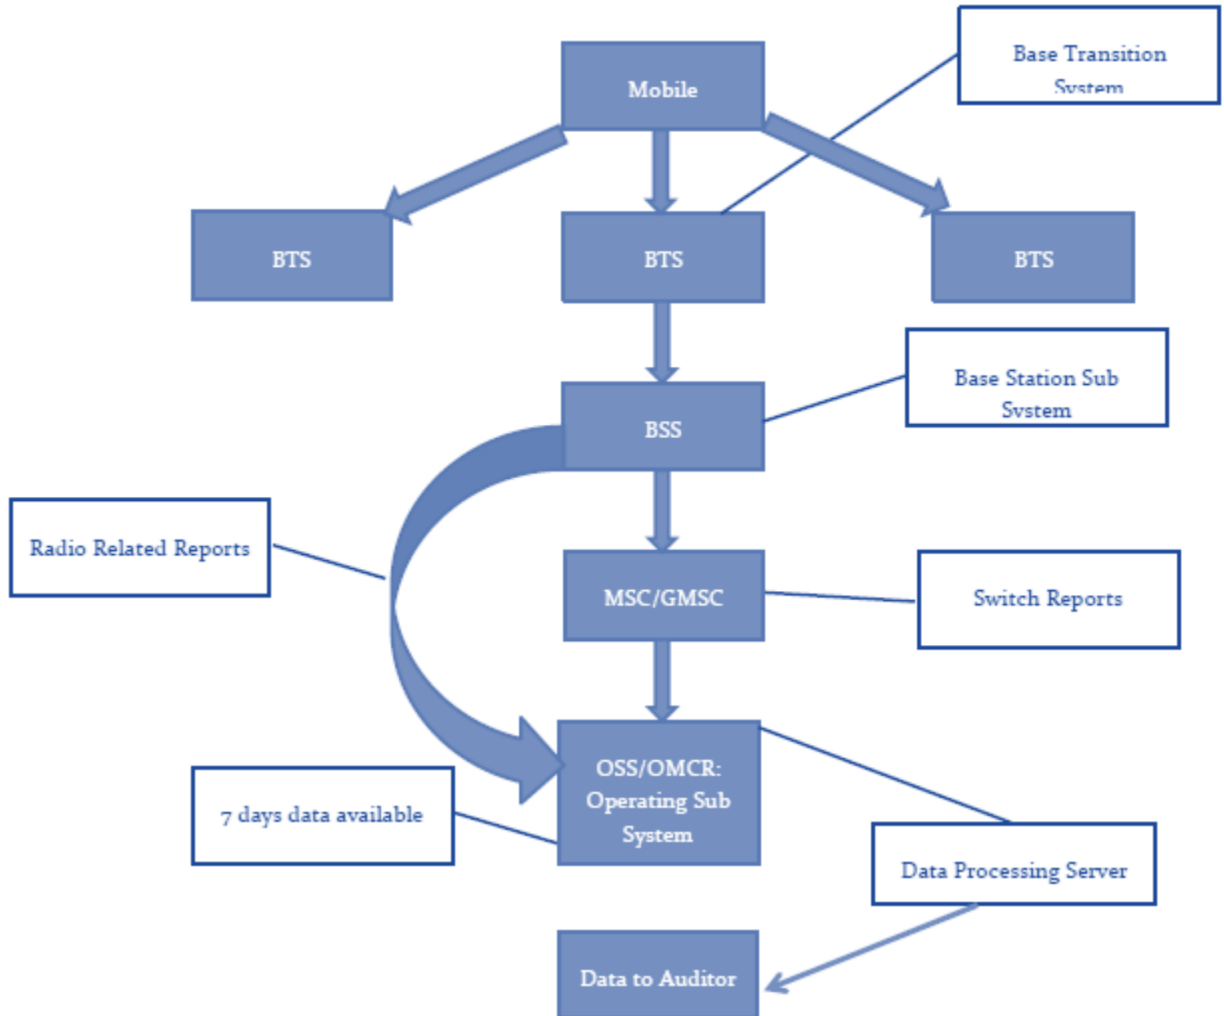 Base Transition
System
Mobile
BTS
BTS
BTS
Base Station Sub
System
BSS
Radio Related Reports
MSC/GMSC
Switch Reports
OSS/OMCR:
Operating Sub
System
7 days data available
Data Processing Server
Data to Auditor